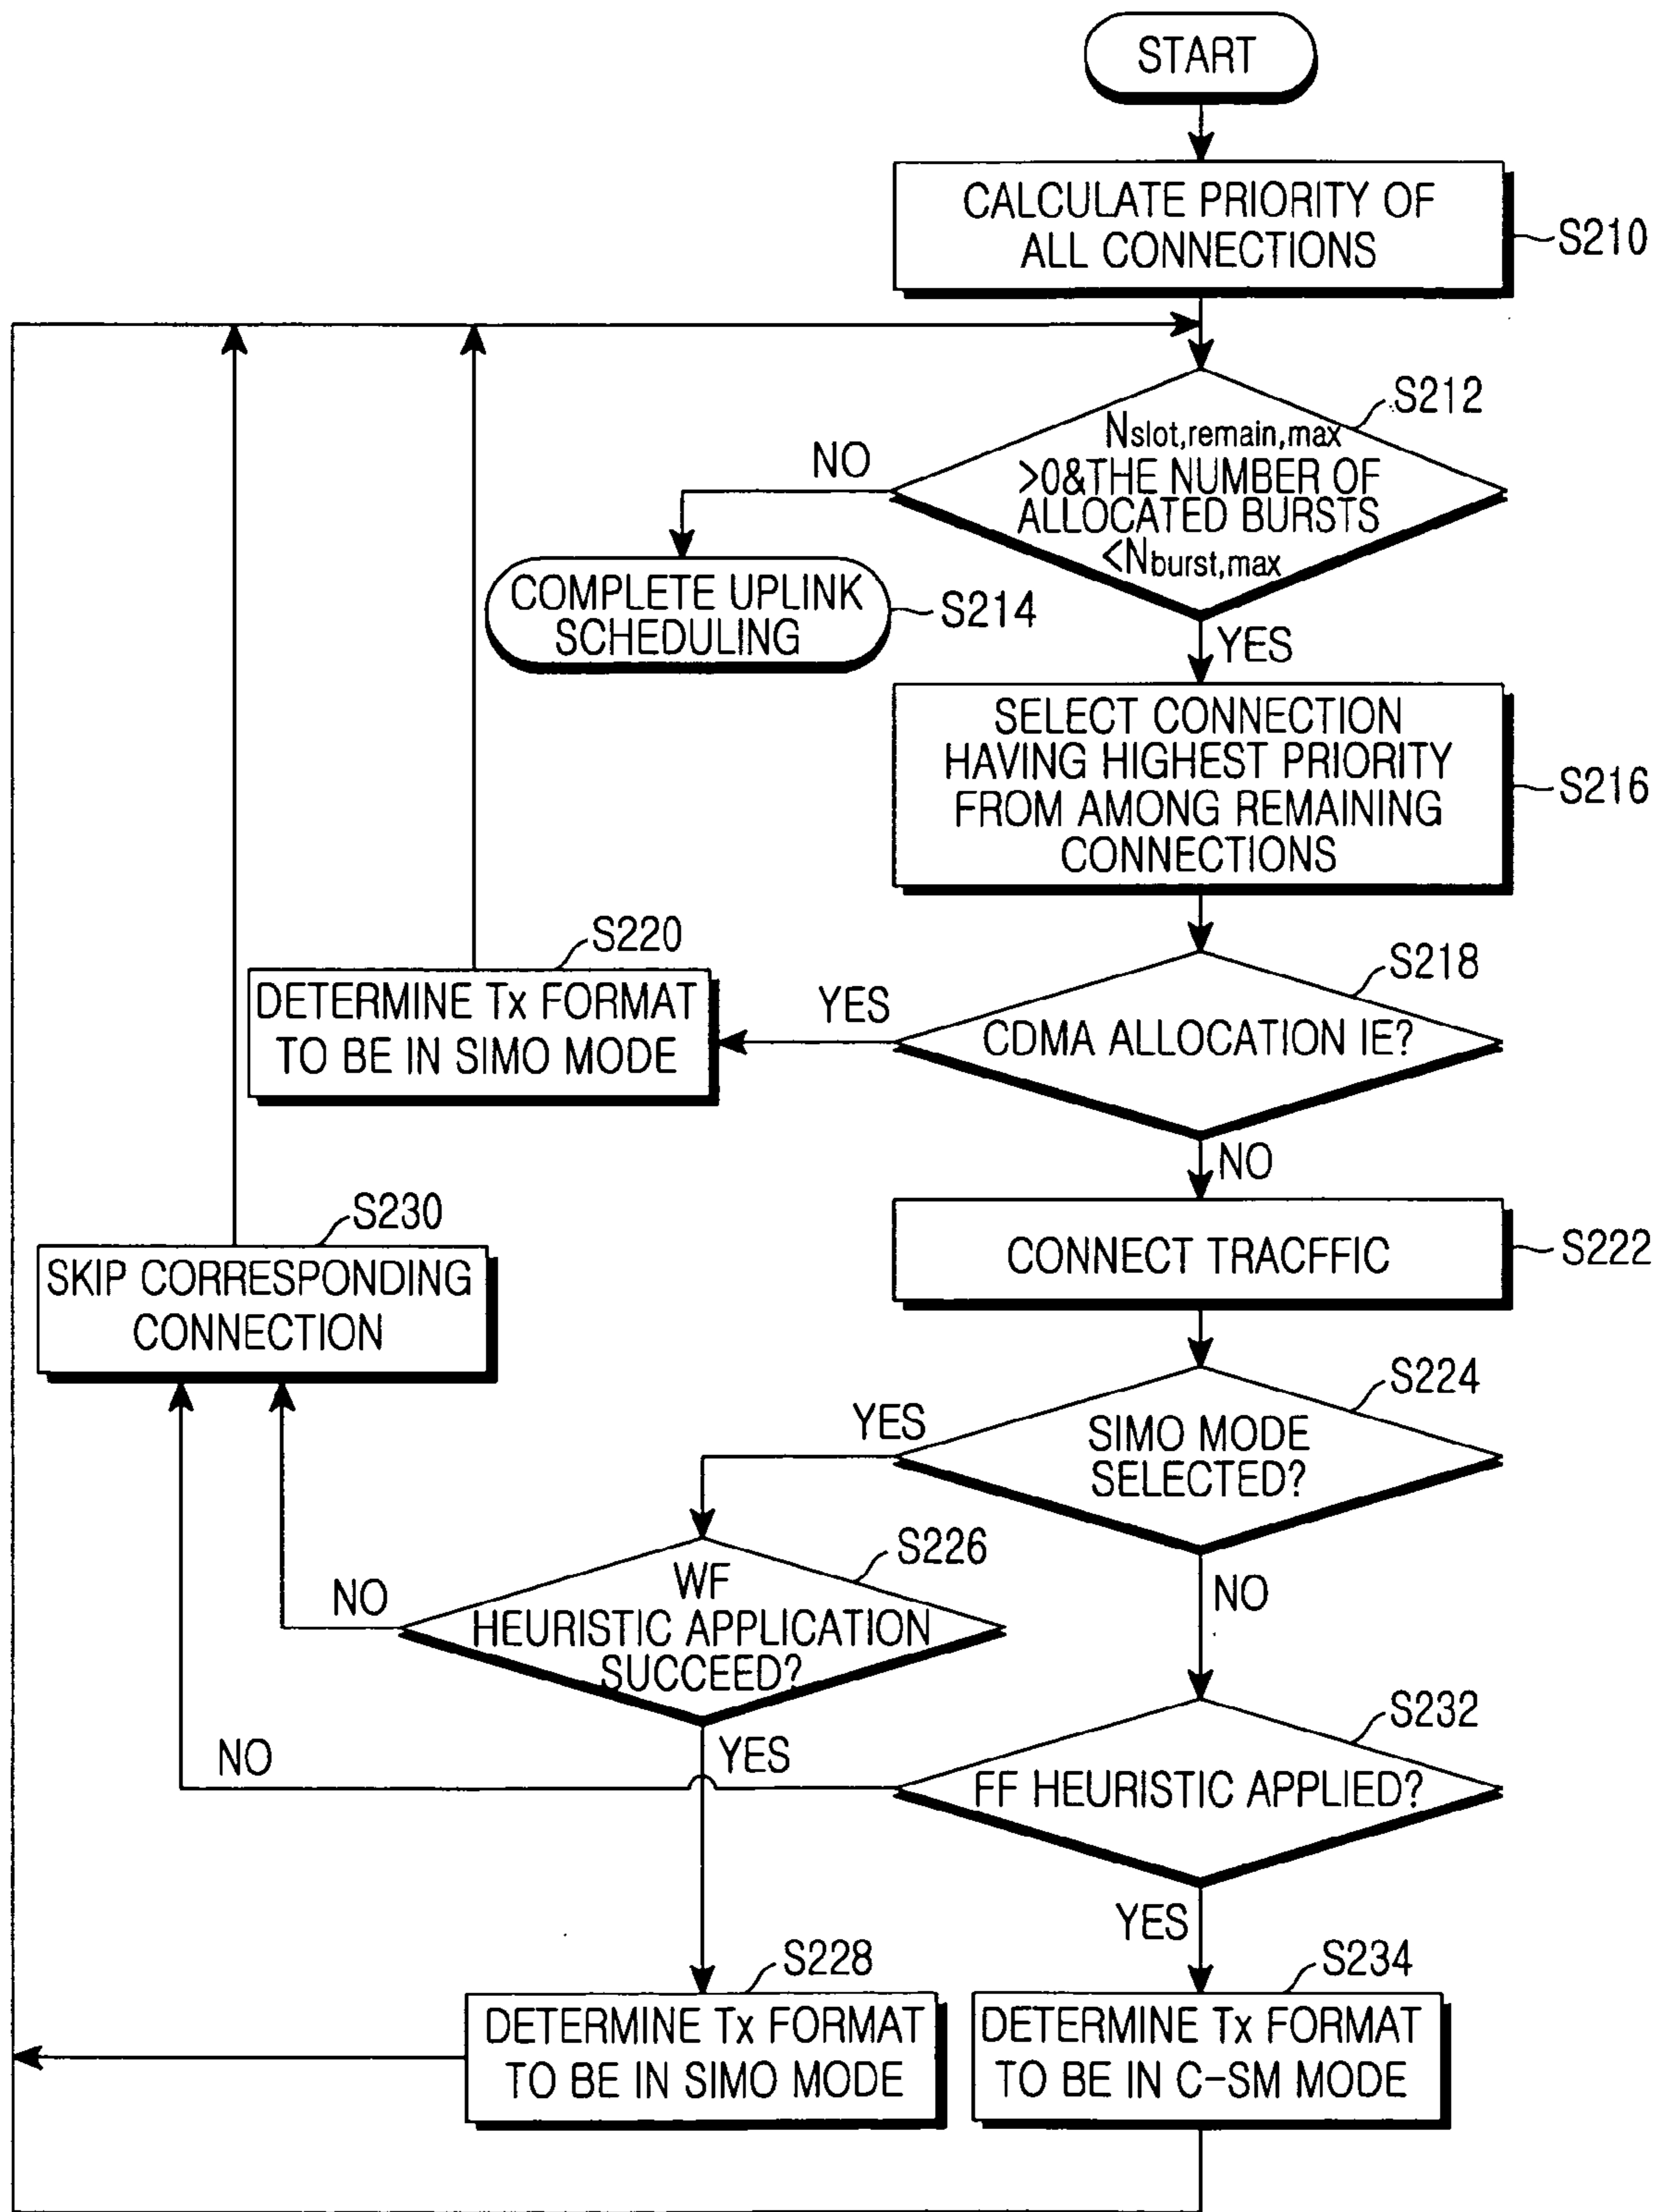 START
CALCULATE PRIORITY OF
ALL CONNECTIONS
S210
S212
Nslot,remain,max
>0&THE NUMBER OF
ALLOCATED BURSTS
<Nburst,max
NO
COMPLETE UPLINK
SCHEDULING
S214
YES
SELECT CONNECTION
HAVING HIGHEST PRIORITY
FROM AMONG REMAINING
CONNECTIONS
S216
S218
CDMA ALLOCATION IE?
YES
S220
DETERMINE Tx FORMAT
TO BE IN SIMO MODE
NO
CONNECT TRACFFIC
S222
S230
SKIP CORRESPONDING
CONNECTION
S224
SIMO MODE
SELECTED?
YES
S226
WF
HEURISTIC APPLICATION
SUCCEED?
NO
NO
S232
FF HEURISTIC APPLIED?
NO
YES
YES
S228
DETERMINE Tx FORMAT
TO BE IN SIMO MODE
S234
DETERMINE Tx FORMAT
TO BE IN C-SM MODE